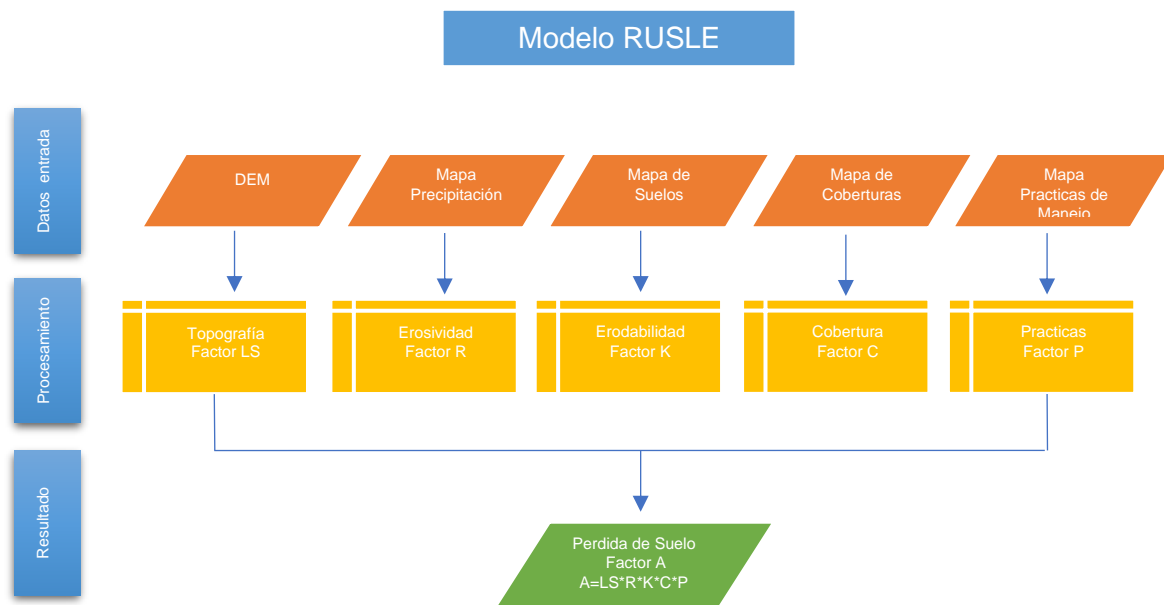 Modelo RUSLE
Datos entrada
DEM
Mapa
Precipitación
Mapa de
Suelos
Mapa de
Coberturas
Mapa
Practicas de
Manejo
Procesamiento
Topografía
Factor LS
Erosividad
Factor R
Erodabilidad
Factor K
Cobertura
Factor C
Practicas
Factor P
Resultado
Perdida de Suelo
Factor A
A=LS*R*K*C*P